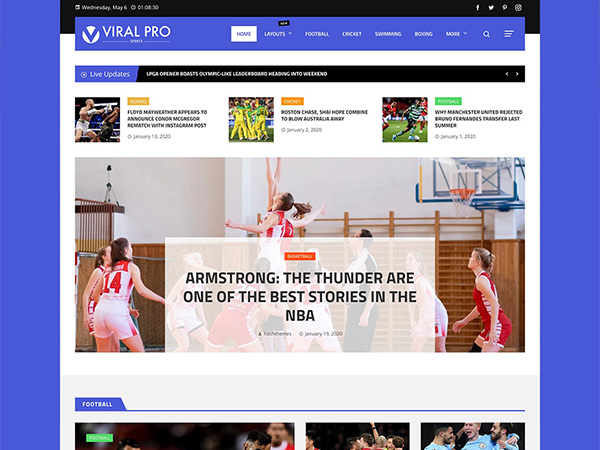 Wednesday, May 6 01:08:30
VIRAL PRO
SPORTS
HOME
LAYOUTS
NEW
FOOTBALL
CRICKET
SWIMMING
BOXING
MORE
Live Updates
LPGA OPENER BOASTS OLYMPIC-LIKE LEADERBOARD HEADING INTO WEEKEND
BOXING
FLOYD MAYWEATHER APPEARS TO
ANNOUNCE CONOR MCGREGOR
REMATCH WITH INSTAGRAM POST
January 13, 2020
CRICKET
ROSTON CHASE, SHAI HOPE COMBINE
TO BLOW AUSTRALIA AWAY
January 2, 2020
FOOTBALL
WHY MANCHESTER UNITED REJECTED
BRUNO FERNANDES TRANSFER LAST
SUMMER
January 1, 2020
14
BASKETBALL
ARMSTRONG: THE THUNDER ARE
ONE OF THE BEST STORIES IN THE
NBA
hashthemes January 19, 2020
FOOTBALL
FOOTBALL